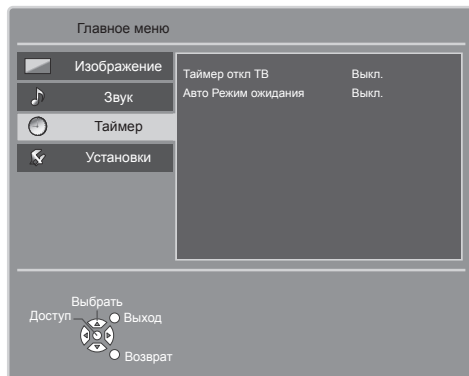 Главное меню
Изображение
Звук
Таймер
Установки
Таймер откл ТВ Выкл.
Авто Режим ожидания Выкл.
Выбрать
Доступ
Выход
Возврат